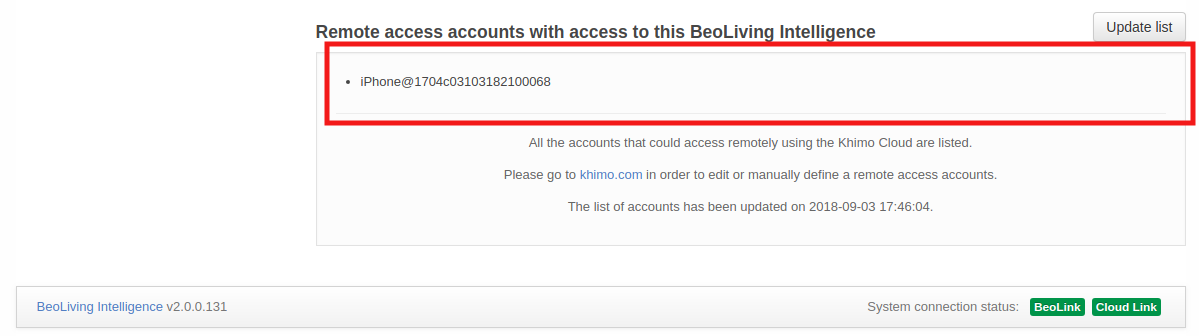 Update list
Remote access accounts with access to this BeoLiving Intelligence
iPhone@1704c03103182100068
All the accounts that could access remotely using the Khimo Cloud are listed.
Please go to khimo.com in order to edit or manually define a remote access accounts.
The list of accounts has been updated on 2018-09-03 17:46:04.
BeoLiving Intelligence v2.0.0.131
System connection status: BeoLink Cloud Link